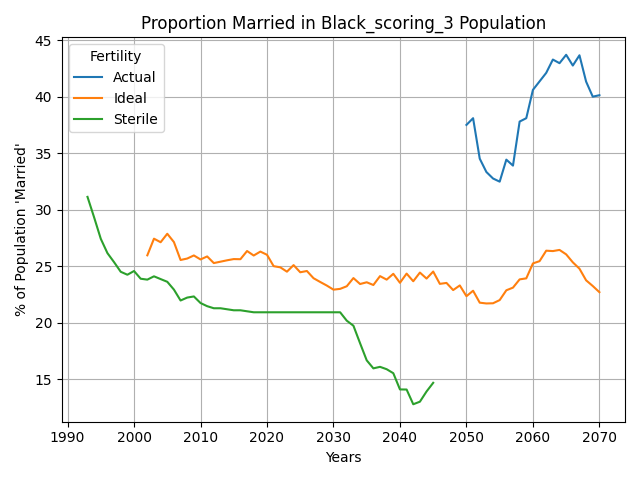 Proportion Married in Black_scoring_3 Population
Fertility
Actual
Ideal
Sterile
% of Population 'Married'
45
40
35
30
25
20
15
1990
2000
2010
2020
2030
2040
2050
2060
2070
Years